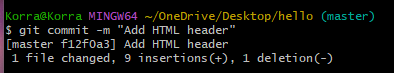 Korra@Korra MINGW64 ~/OneDrive/Desktop/hello (master)
$ git commit -m "Add HTML header"
[master f12f0a3] Add HTML header
 1 file changed, 9 insertions(+), 1 deletion(-)